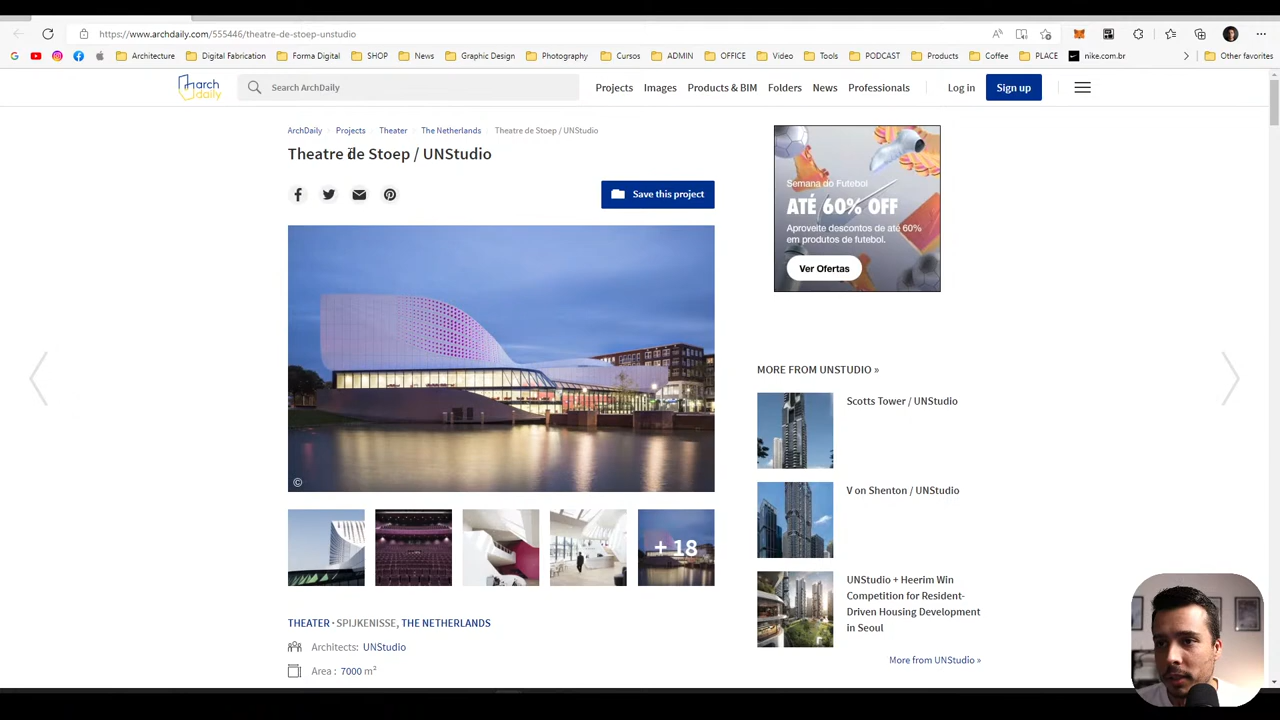 https://www.archdaily.com/555446/theatre-de-stoep-unstudio
Architecture
Digital Fabrication
Forma Digital
News
Graphic Design
Photography
Cursos
ADMIN
OFFICE
Video
Tools
PODCAST
Products
Coffee
PLACE
nike.com.br
Other favorites
arch
daily
Search ArchDaily
Projects
Images
Products & BIM
Folders
News
Professionals
Log in
Sign up
ArchDaily
Projects
Theater
The Netherlands
Theatre de Stoep / UNStudio
Theatre de Stoep / UNStudio
Save this project
©
+ 18
THEATER · SPIJKENISSE, THE NETHERLANDS
Architects: UNStudio
Area : 7000 m²
Semana do Futebol
ATÉ 60% OFF
Aproveite descontos de até 60%
em produtos de futebol.
Ver Ofertas
MORE FROM UNSTUDIO »
Scotts Tower / UNStudio
V on Shenton / UNStudio
UNStudio + Heerim Win
Competition for Resident-
Driven Housing Development
in Seoul
More from UNStudio »